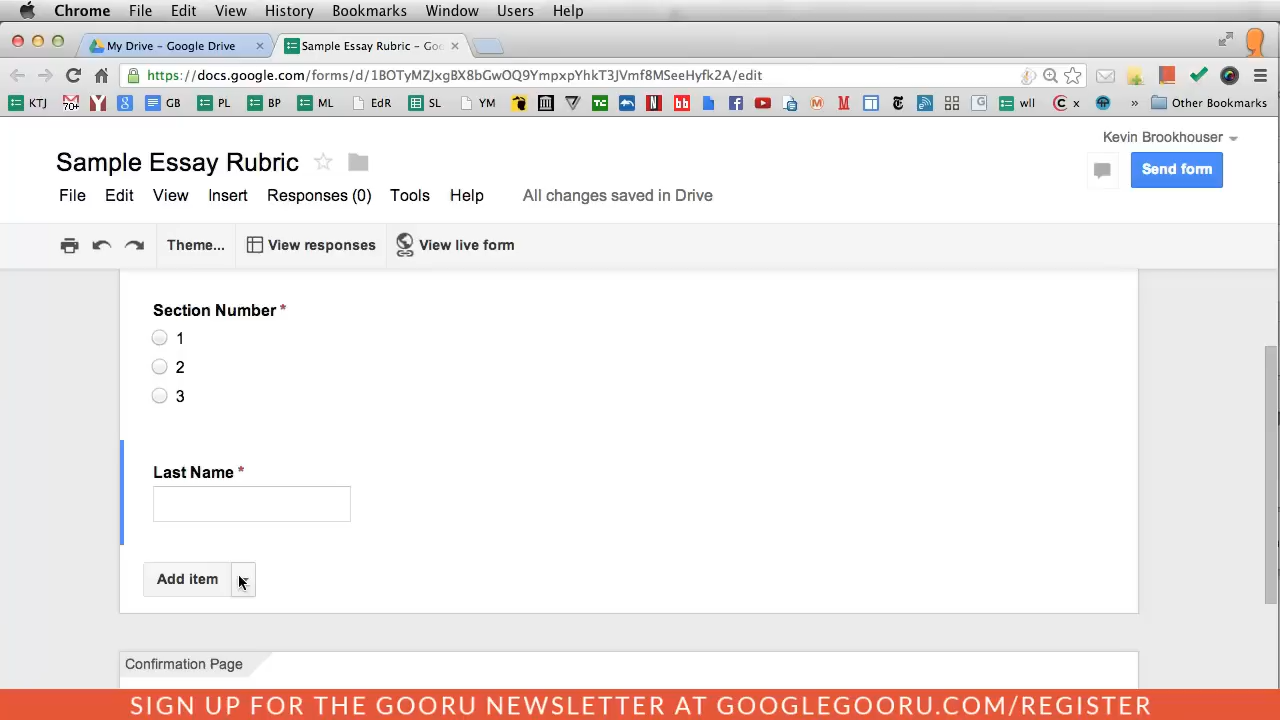 Chrome File Edit View History Bookmarks Window Users Help
My Drive – Google Drive × Sample Essay Rubric – Goo ×
https://docs.google.com/forms/d/1BOTyMZJxgBX8bGwOQ9YmpxpYhkT3JVmf8MSeeHyfk2A/edit
KTJ GB PL BP ML EdR SL YM wll x » Other Bookmarks
Kevin Brookhouser
Sample Essay Rubric
Send form
File Edit View Insert Responses (0) Tools Help All changes saved in Drive
Theme... View responses View live form
Section Number *
1
2
3
Last Name *
Add item
Confirmation Page
SIGN UP FOR THE GOORU NEWSLETTER AT GOOGLEGOORU.COM/REGISTER